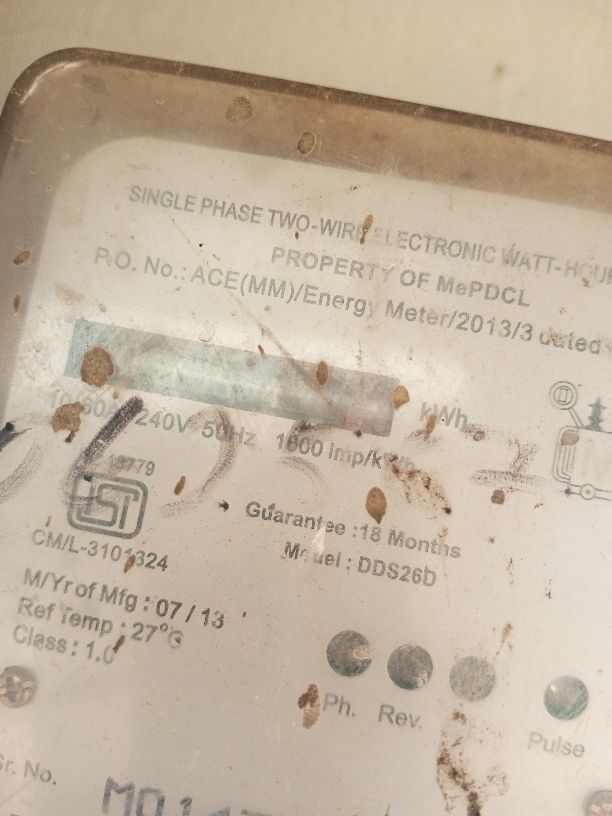 SINGLE PHASE TWO-WIRE ELECTRONIC WATT-HOUR
PROPERTY OF MePDCL
P.O. No.: ACE(MM)/Energy Meter/2013/3 dated
kWh
240V 50Hz 1600 Imp/kWh
CM/L-3101324
Guarantee :18 Months
Model : DDS26D
M/Yr of Mfg : 07 / 13
Ref Temp : 27°C
Class : 1.0
Ph. Rev. Pulse
Sr. No.